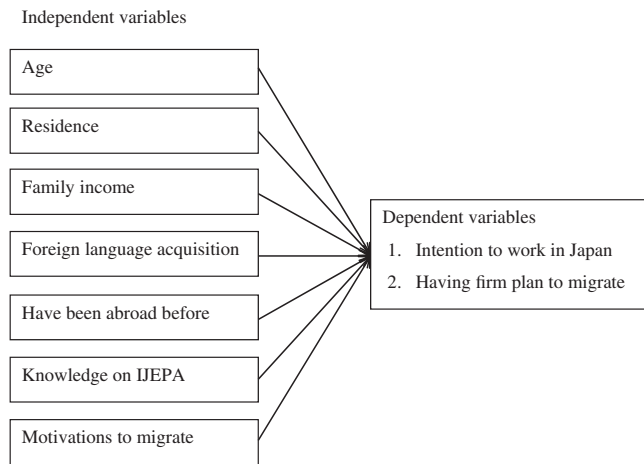 Independent variables
Age
Residence
Family income
Foreign language acquisition
Have been abroad before
Knowledge on IJEPA
Motivations to migrate
Dependent variables
1. Intention to work in Japan
2. Having firm plan to migrate